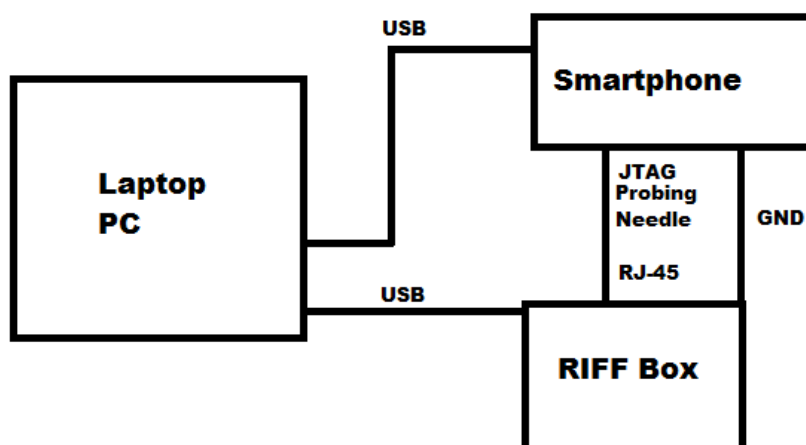 USB
Smartphone
Laptop
PC
JTAG
Probing
Needle
GND
RJ-45
USB
RIFF Box